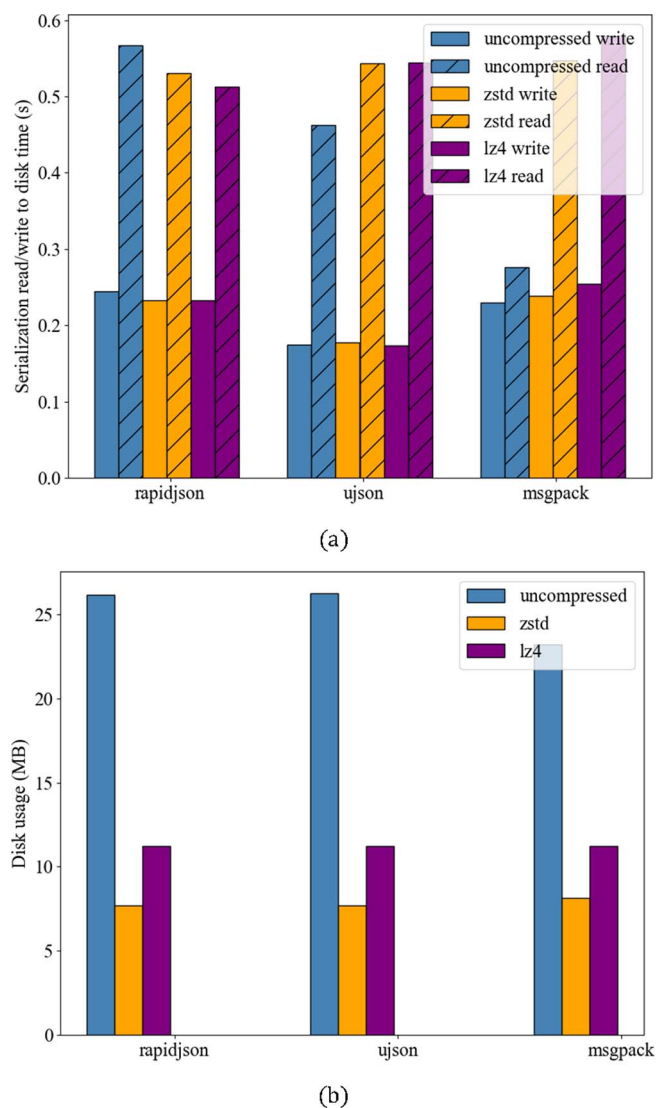 0.6
0.5
0.4
0.3
0.2
0.1
0.0
Serialization read/write to disk time (s)
uncompressed write
uncompressed read
zstd write
zstd read
lz4 write
lz4 read
rapidjson
ujson
msgpack
(a)
25
20
15
10
5
0
Disk usage (MB)
uncompressed
zstd
lz4
rapidjson
ujson
msgpack
(b)